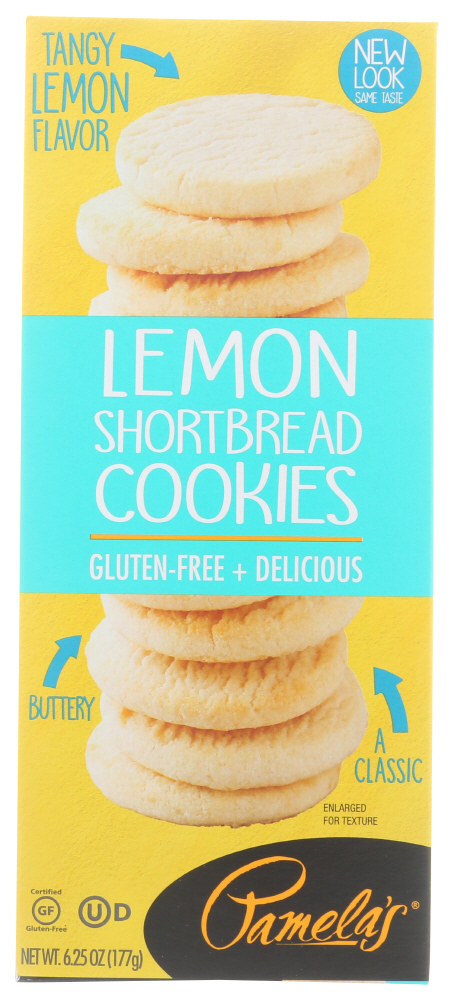 TANGY
LEMON
FLAVOR
NEW
LOOK
SAME TASTE
LEMON
SHORTBREAD
COOKIES
GLUTEN-FREE + DELICIOUS
BUTTERY
A
CLASSIC
ENLARGED
FOR TEXTURE
Certified
GF
Gluten-Free
U D
Pamela's®
NET WT. 6.25 OZ (177g)